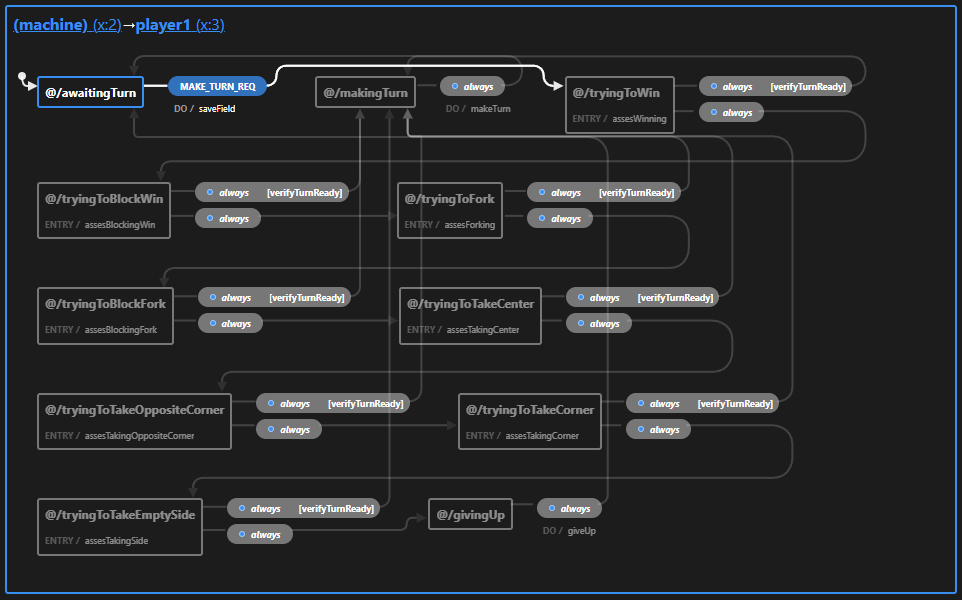 (machine) (x:2)→player1 (x:3)
@/awaitingTurn
MAKE_TURN_REQ
DO / saveField
@/makingTurn
always
DO / makeTurn
@/tryingToWin
ENTRY / assesWinning
always [verifyTurnReady]
always
@/tryingToBlockWin
ENTRY / assesBlockingWin
always [verifyTurnReady]
always
@/tryingToFork
ENTRY / assesForking
always [verifyTurnReady]
always
@/tryingToBlockFork
ENTRY / assesBlockingFork
always [verifyTurnReady]
always
@/tryingToTakeCenter
ENTRY / assesTakingCenter
always [verifyTurnReady]
always
@/tryingToTakeOppositeCorner
ENTRY / assesTakingOppositeCorner
always [verifyTurnReady]
always
@/tryingToTakeCorner
ENTRY / assesTakingCorner
always [verifyTurnReady]
always
@/tryingToTakeEmptySide
ENTRY / assesTakingSide
always [verifyTurnReady]
always
@/givingUp
always
DO / giveUp